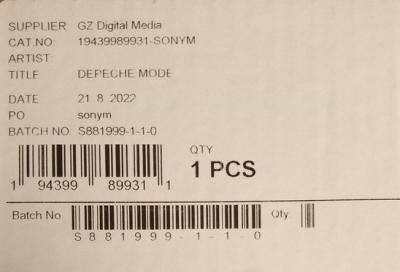 SUPPLIER: GZ Digital Media
CAT.NO: 19439989931-SONYM
ARTIST:
TITLE DEPECHE MODE
DATE 21. 8. 2022
PO sonym
BATCH NO. S881999-1-1-0
QTY
1 PCS
1 94399 89931 1
Batch No Qty
S881999-1-1-0